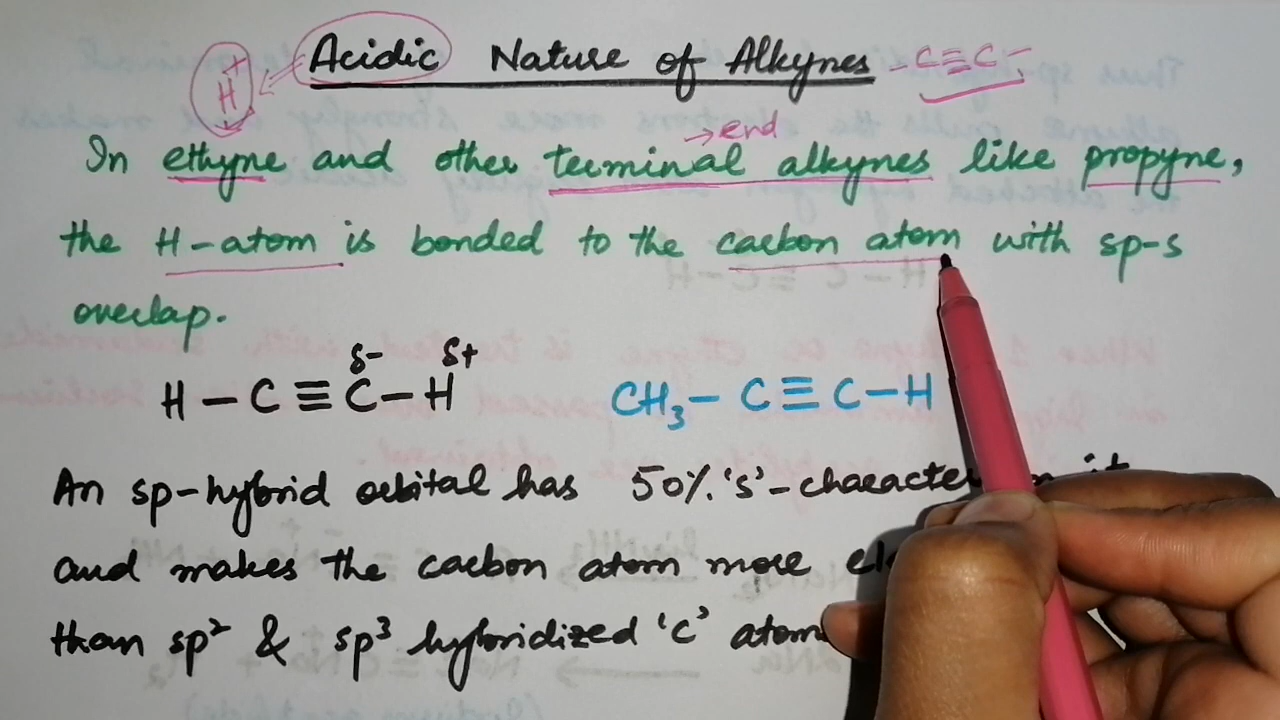 Acidic Nature of Alkynes -C≡C-
H+
→end
In ethyne and other terminal alkynes like propyne,
the H-atom is bonded to the carbon atom with sp-s
overlap.
δ- δ+
H-C≡C-H CH3-C≡C-H
An sp-hybrid orbital has 50% 's'-character it
and makes the carbon atom more
than sp² & sp³ hybridized 'c' atom